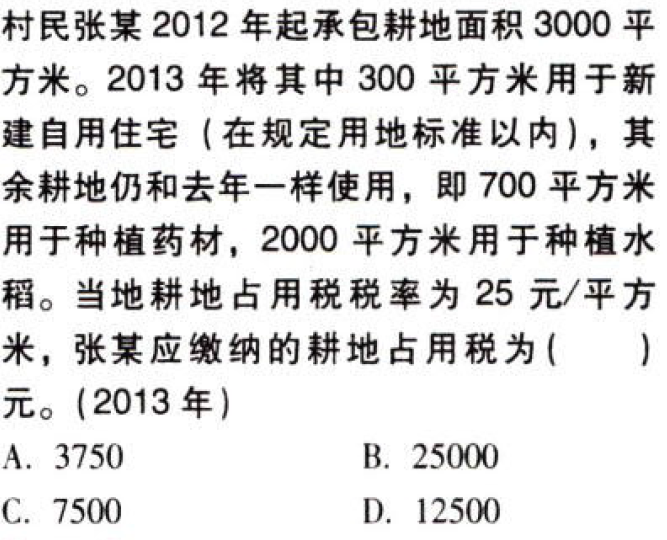 村民张某 2012 年起承包耕地面积 3000 平
方米。2013 年将其中 300 平方米用于新
建自用住宅（在规定用地标准以内），其
余耕地仍和去年一样使用，即 700 平方米
用于种植药材，2000 平方米用于种植水
稻。当地耕地占用税税率为 25 元/平方
米，张某应缴纳的耕地占用税为(　　)
元。(2013 年)
A. 3750　　B. 25000
C. 7500　　D. 12500